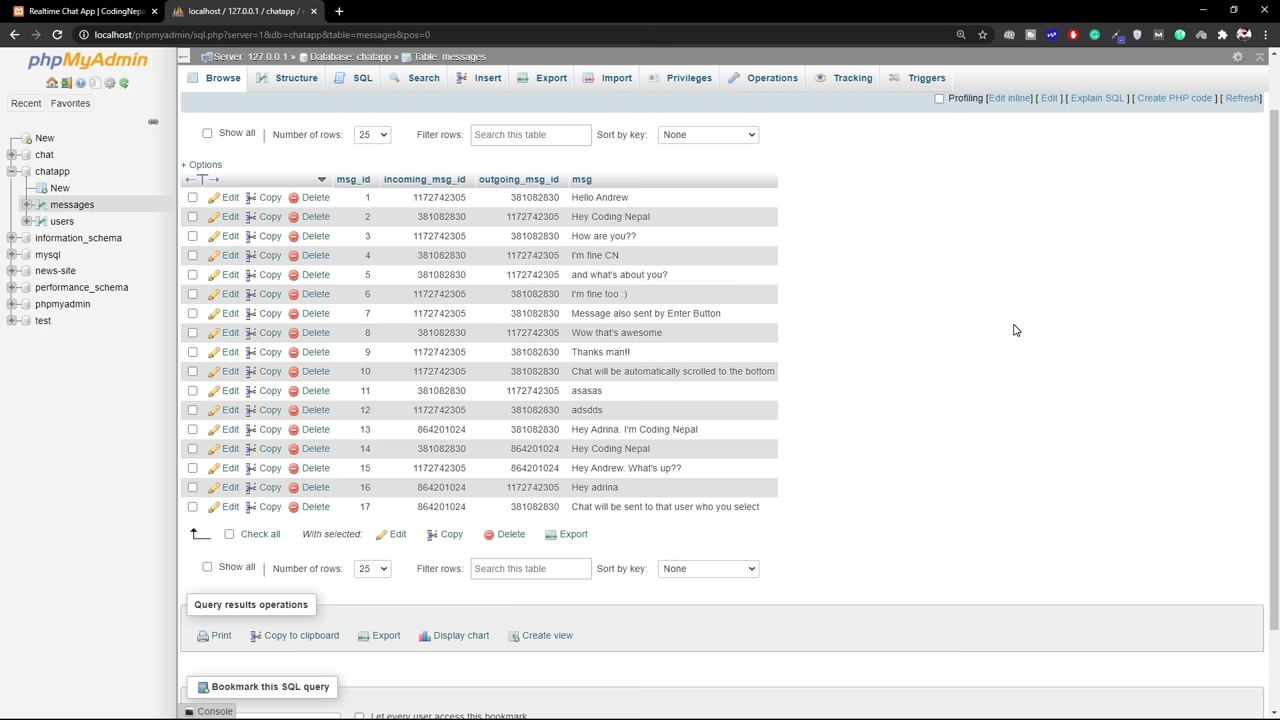 Realtime Chat App | CodingNepa
localhost / 127.0.0.1 / chatapp /
localhost/phpmyadmin/sql.php?server=1&db=chatapp&table=messages&pos=0
phpMyAdmin
Recent Favorites
New
chat
chatapp
New
messages
users
information_schema
mysql
news-site
performance_schema
phpmyadmin
test
Server: 127.0.0.1 » Database: chatapp » Table: messages
Browse Structure SQL Search Insert Export Import Privileges Operations Tracking Triggers
Profiling [Edit inline] [ Edit ] [ Explain SQL ] [ Create PHP code ] [ Refresh]
Show all | Number of rows: 25 Filter rows: Search this table Sort by key: None
+ Options
←T→ msg_id incoming_msg_id outgoing_msg_id msg
Edit Copy Delete 1 1172742305 381082830 Hello Andrew
Edit Copy Delete 2 381082830 1172742305 Hey Coding Nepal
Edit Copy Delete 3 1172742305 381082830 How are you??
Edit Copy Delete 4 381082830 1172742305 I'm fine CN
Edit Copy Delete 5 381082830 1172742305 and what's about you?
Edit Copy Delete 6 1172742305 381082830 I'm fine too :)
Edit Copy Delete 7 1172742305 381082830 Message also sent by Enter Button
Edit Copy Delete 8 381082830 1172742305 Wow that's awesome
Edit Copy Delete 9 1172742305 381082830 Thanks man!!
Edit Copy Delete 10 1172742305 381082830 Chat will be automatically scrolled to the bottom
Edit Copy Delete 11 381082830 1172742305 asasas
Edit Copy Delete 12 1172742305 381082830 adsdds
Edit Copy Delete 13 864201024 381082830 Hey Adrina. I'm Coding Nepal
Edit Copy Delete 14 381082830 864201024 Hey Coding Nepal
Edit Copy Delete 15 1172742305 864201024 Hey Andrew. What's up??
Edit Copy Delete 16 864201024 1172742305 Hey adrina
Edit Copy Delete 17 864201024 381082830 Chat will be sent to that user who you select
Check all With selected: Edit Copy Delete Export
Show all | Number of rows: 25 Filter rows: Search this table Sort by key: None
Query results operations
Print Copy to clipboard Export Display chart Create view
Bookmark this SQL query
Console
Let every user access this bookmark